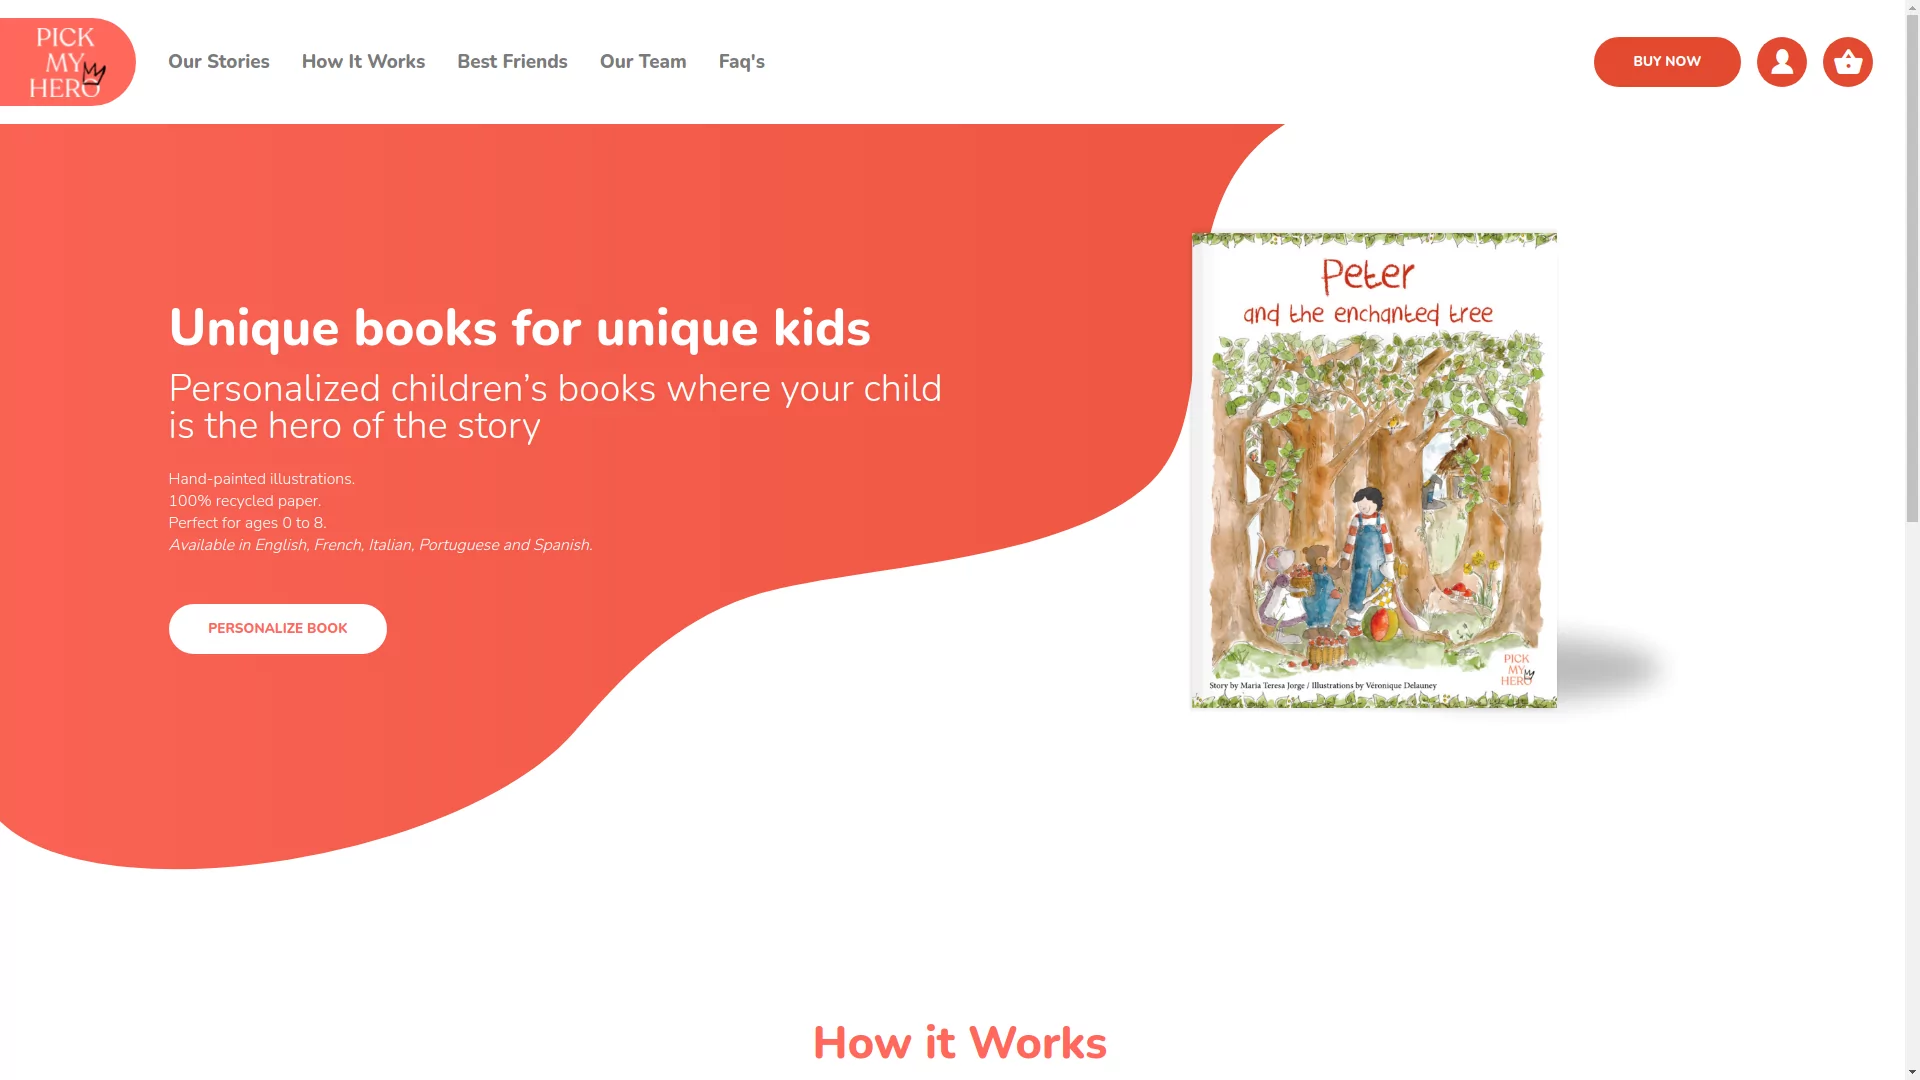 PICK
MY
HERO
Our Stories
How It Works
Best Friends
Our Team
Faq's
BUY NOW
Unique books for unique kids
Personalized children’s books where your child
is the hero of the story
Hand-painted illustrations.
100% recycled paper.
Perfect for ages 0 to 8.
Available in English, French, Italian, Portuguese and Spanish.
PERSONALIZE BOOK
Peter
and the enchanted tree
PICK
MY
HERO
Story by Maria Teresa Jorge / Illustrations by Véronique Delauney
How it Works